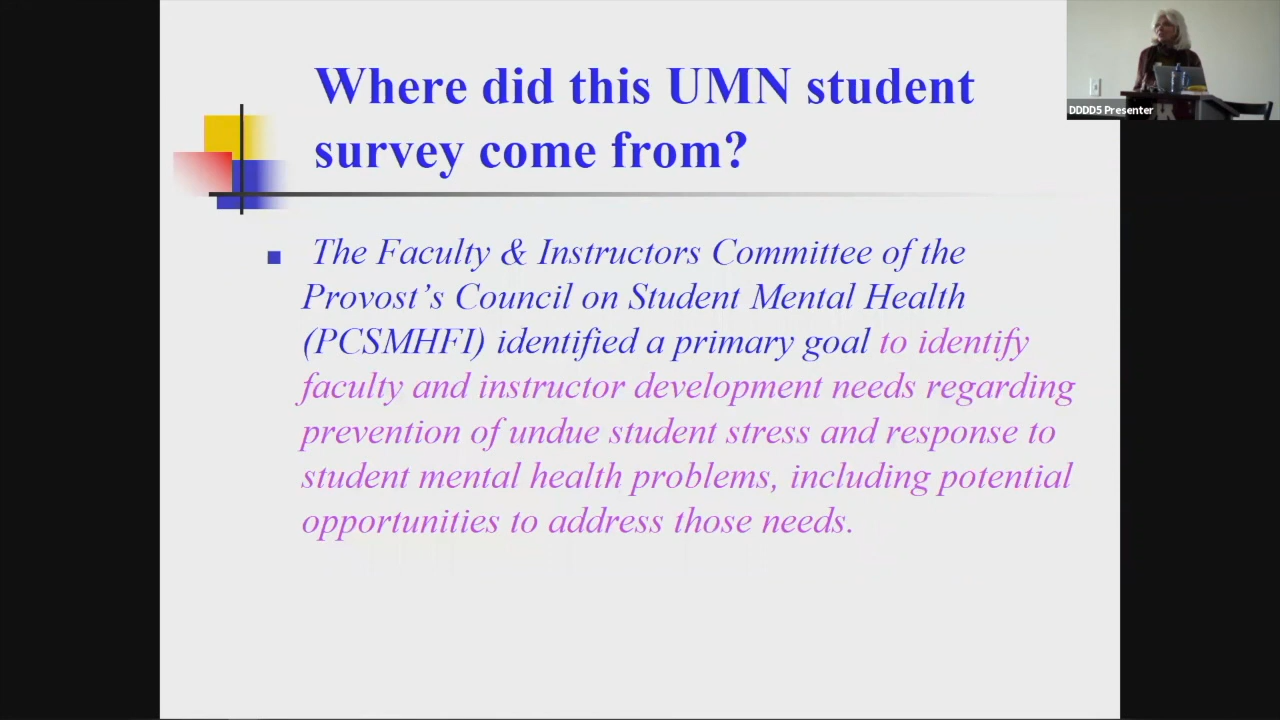 Where did this UMN student
survey come from?
DDDD5 Presenter
The Faculty & Instructors Committee of the
Provost’s Council on Student Mental Health
(PCSMHFI) identified a primary goal to identify
faculty and instructor development needs regarding
prevention of undue student stress and response to
student mental health problems, including potential
opportunities to address those needs.